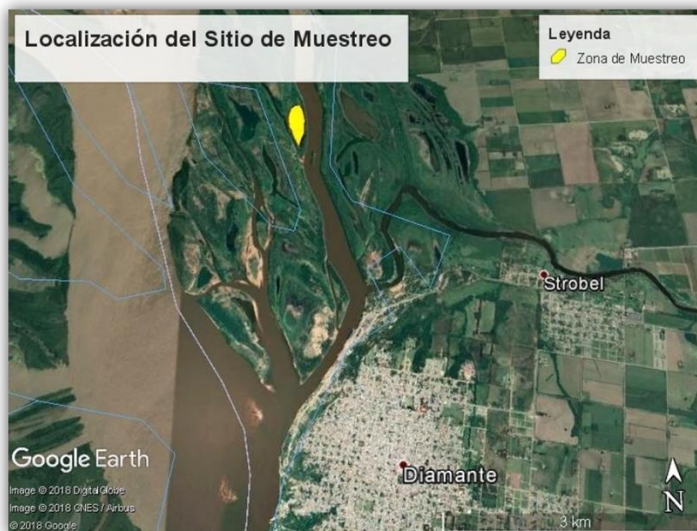 Localización del Sitio de Muestreo
Leyenda
Zona de Muestreo
Strobel
Diamante
Google Earth
Image © 2018 DigitalGlobe
Image © 2018 CNES / Airbus
© 2018 Google
3 km
N